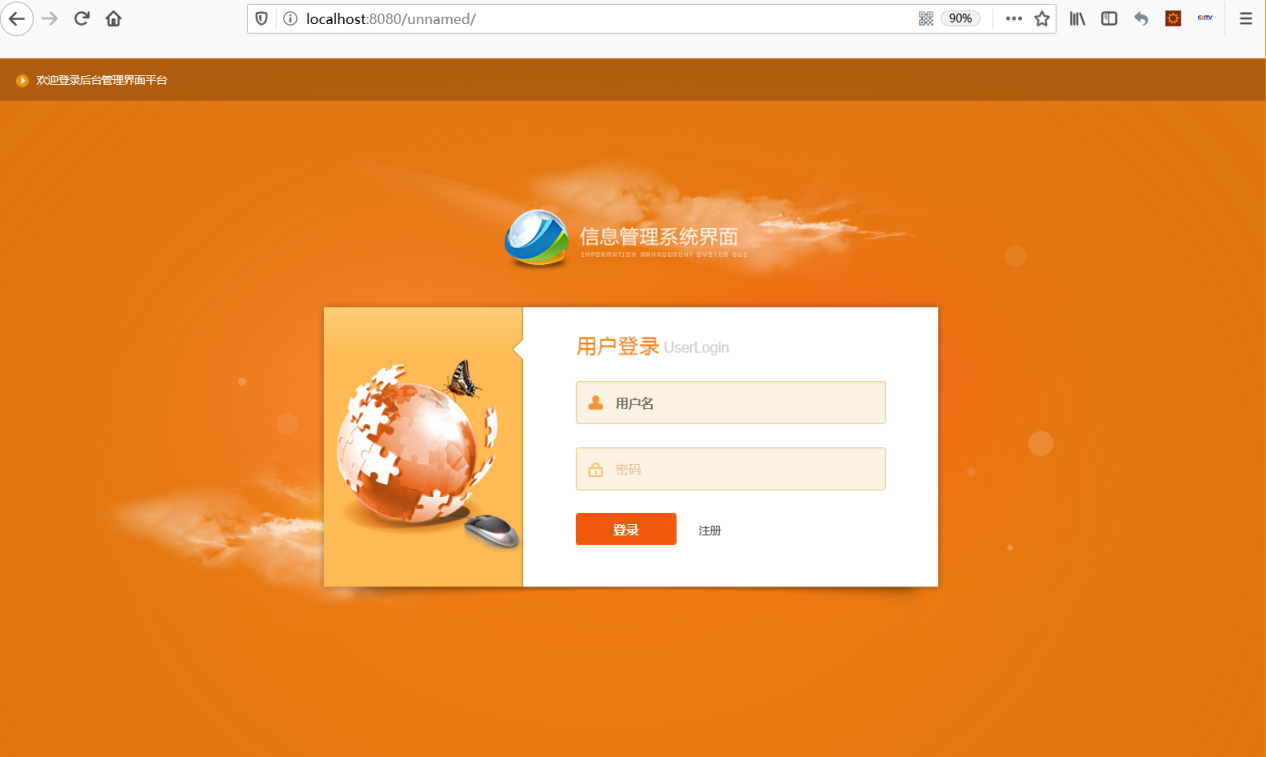 localhost:8080/unnamed/
90%
欢迎登录后台管理界面平台
信息管理系统界面
INFORMATION MANAGEMENT SYSTEM GUI
用户登录 UserLogin
用户名
密码
登录 注册